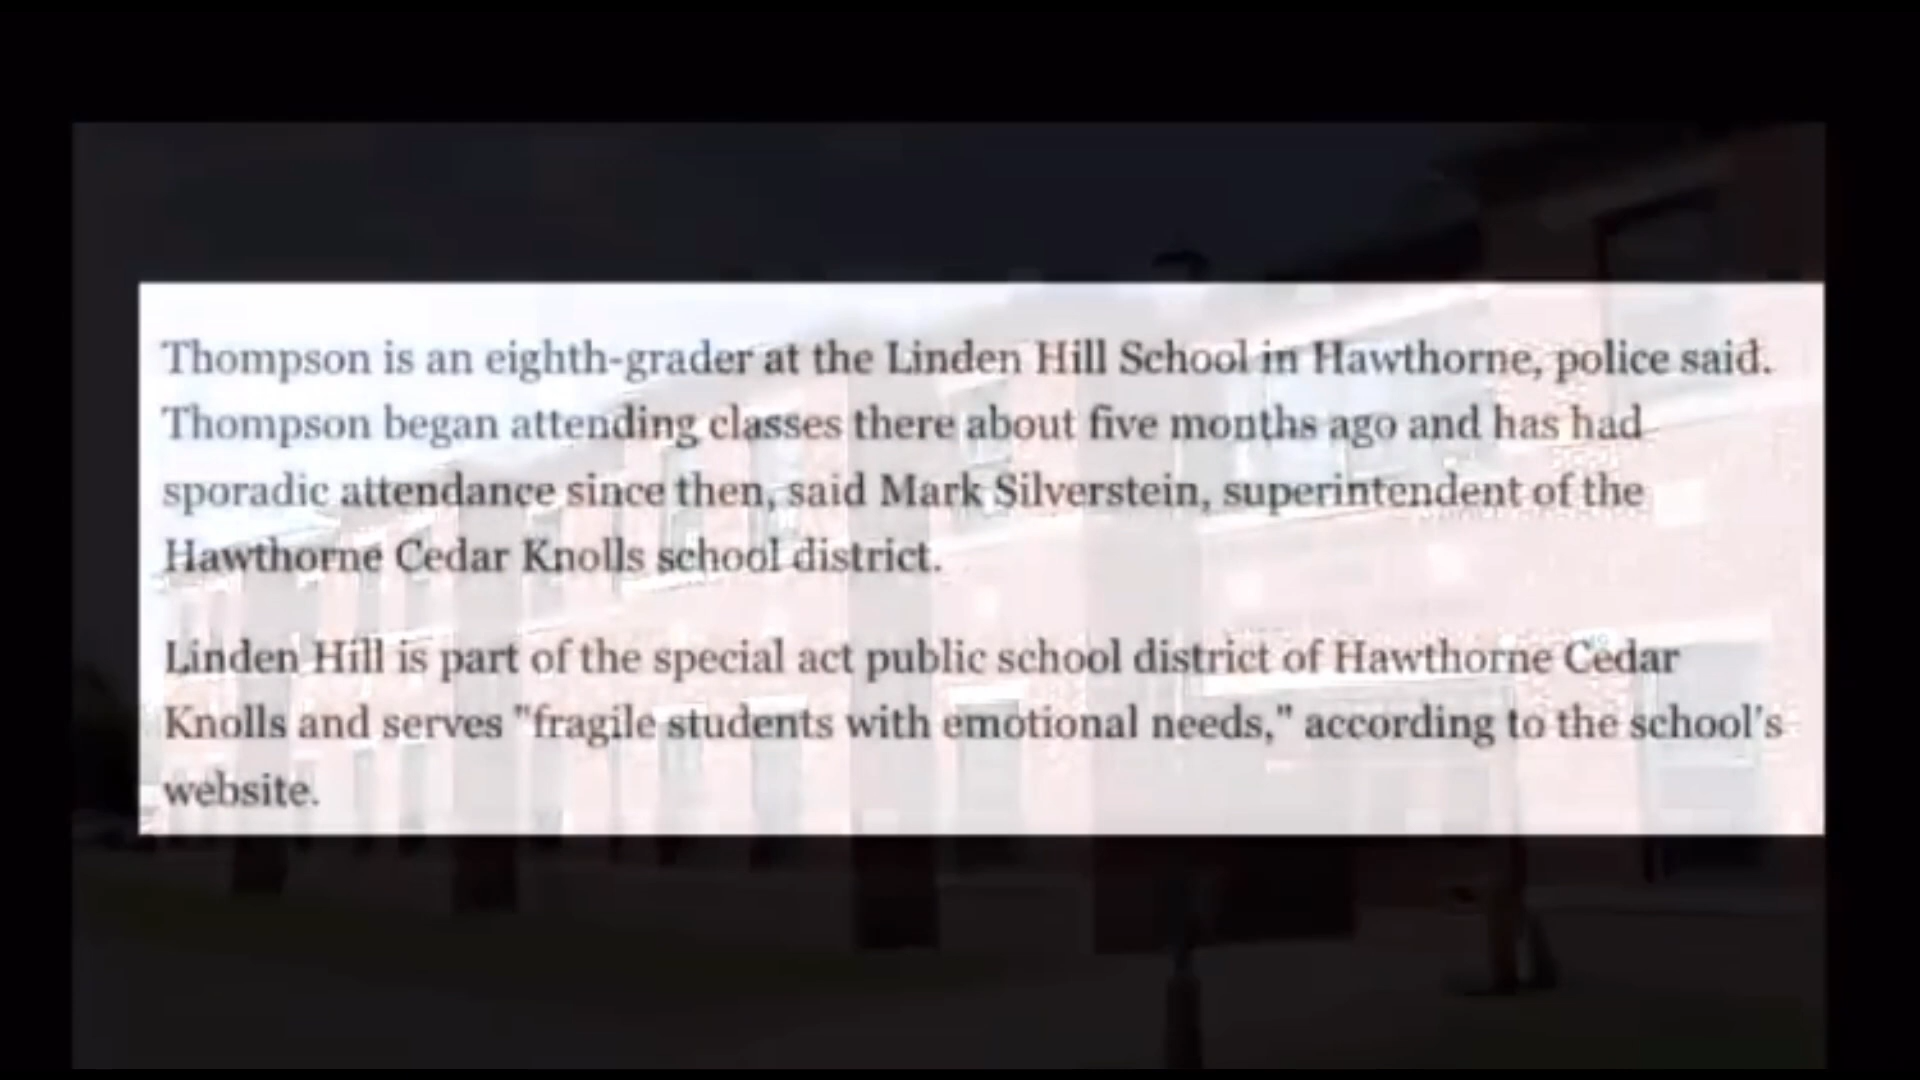 Thompson is an eighth-grader at the Linden Hill School in Hawthorne, police said.
Thompson began attending classes there about five months ago and has had
sporadic attendance since then, said Mark Silverstein, superintendent of the
Hawthorne Cedar Knolls school district.
Linden Hill is part of the special act public school district of Hawthorne Cedar
Knolls and serves "fragile students with emotional needs," according to the school's
website.